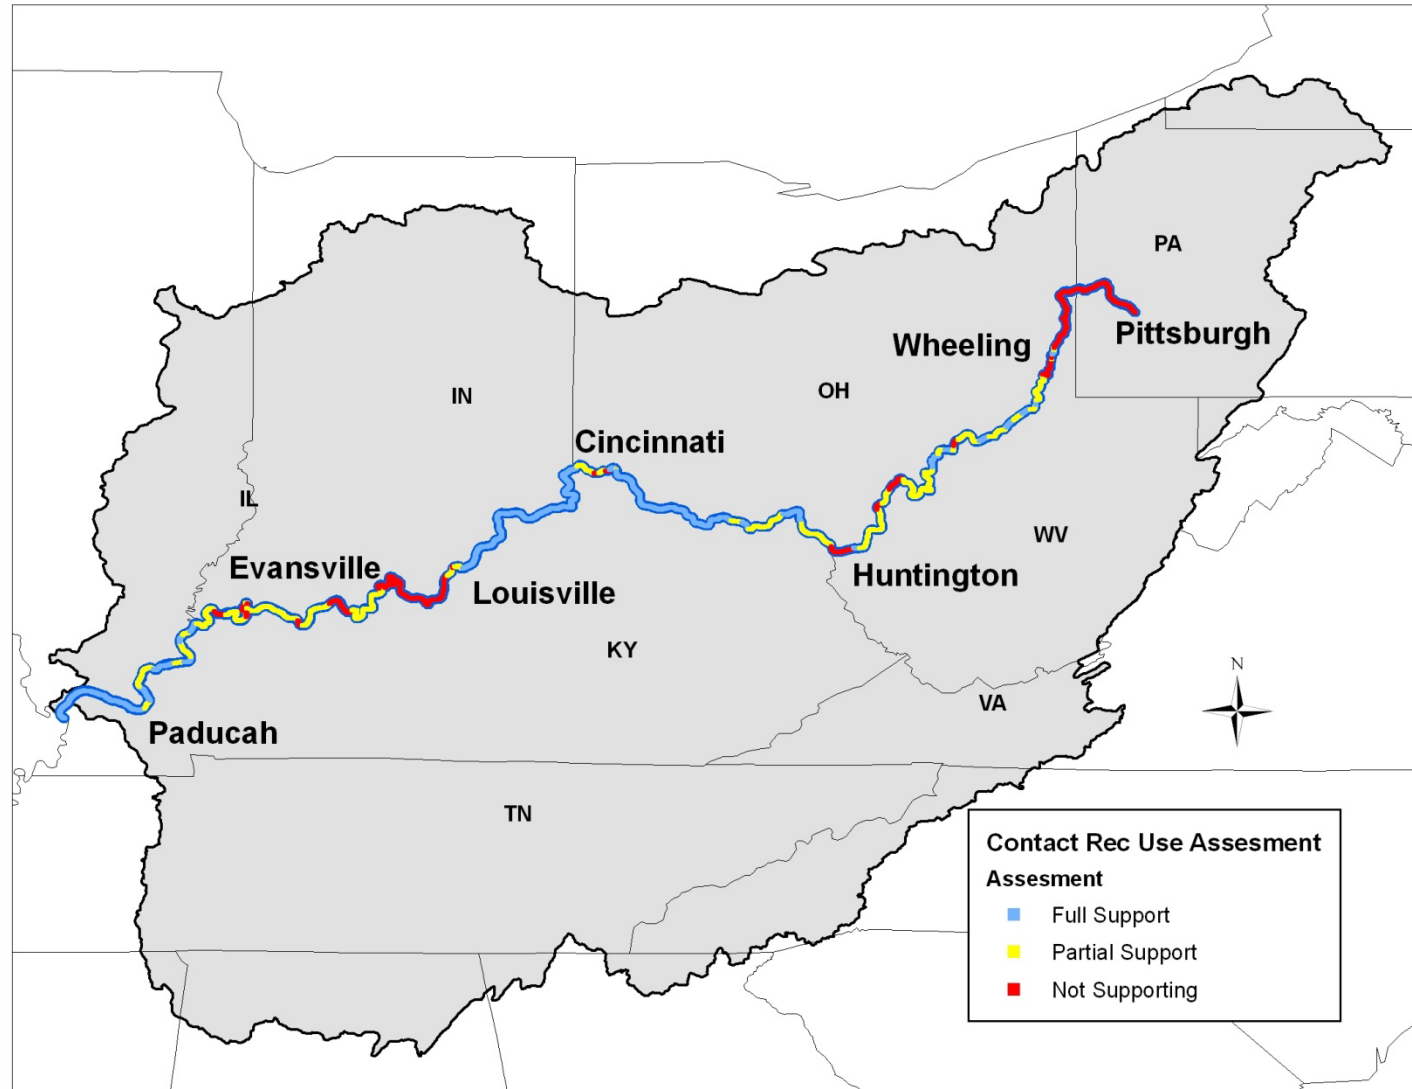 PA
Wheeling
Pittsburgh
IN
OH
Cincinnati
IL
WV
Evansville
Huntington
Louisville
KY
N
VA
Paducah
TN
Contact Rec Use Assesment
Assesment
Full Support
Partial Support
Not Supporting